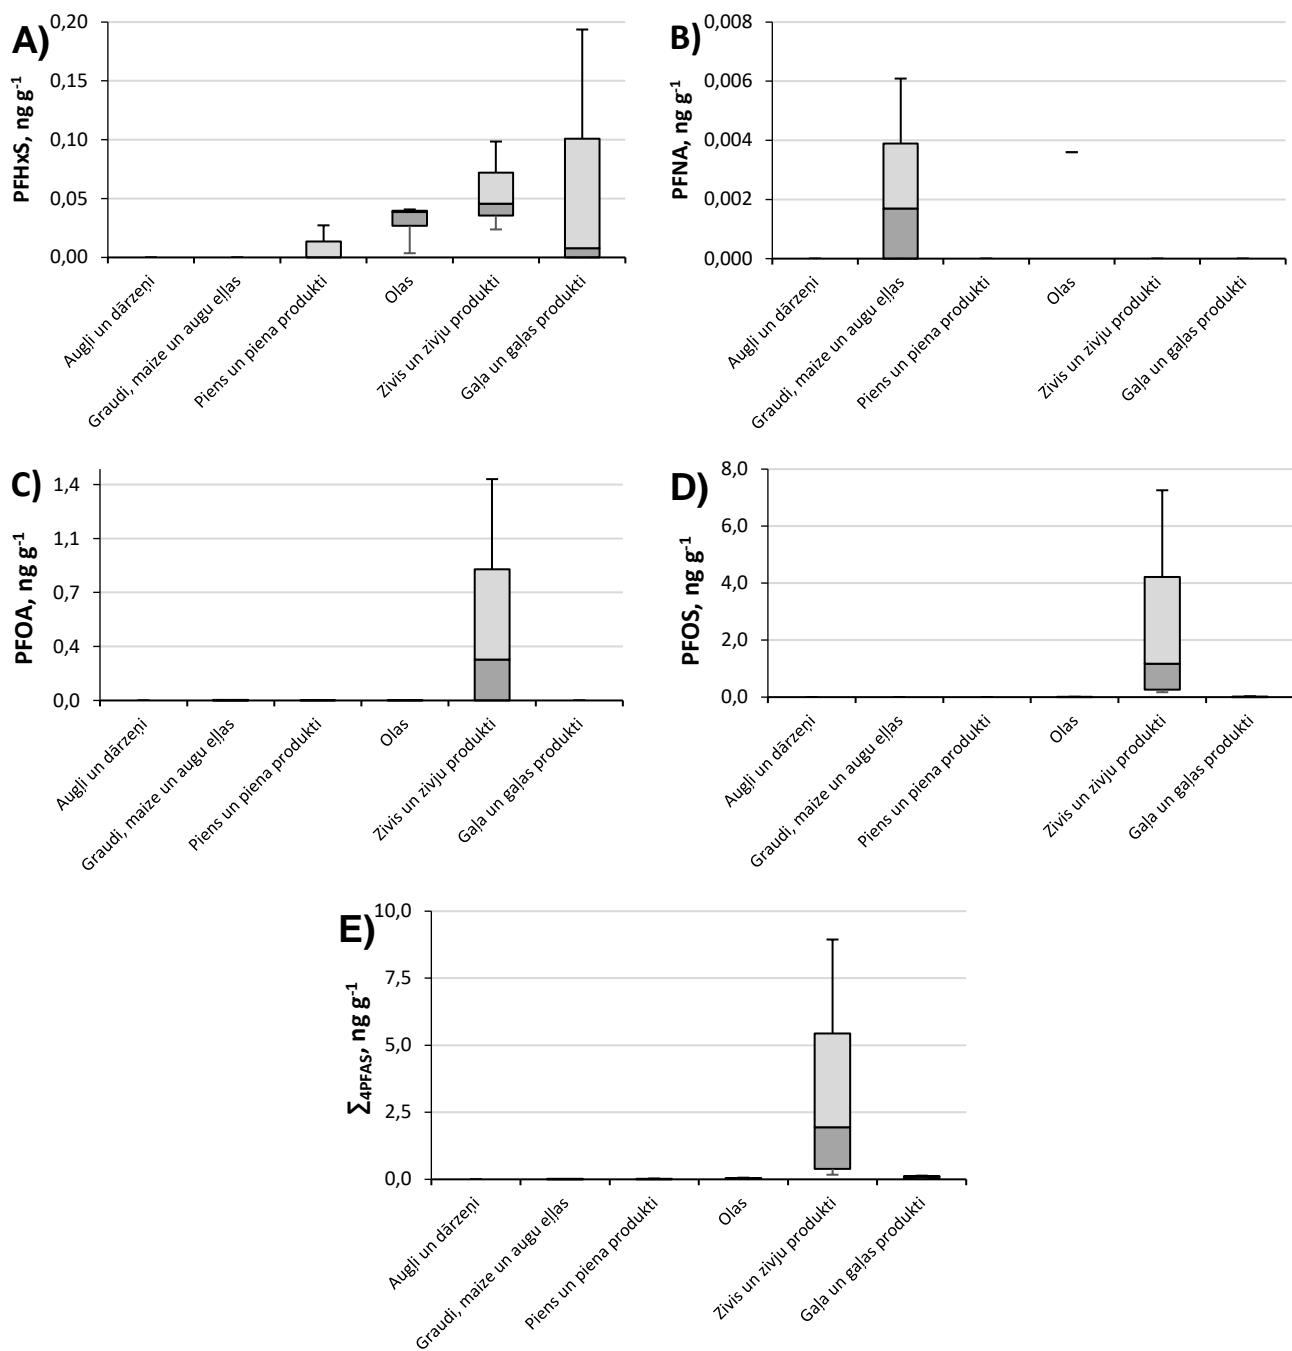 A)
PFHxS, ng g⁻¹
0,20
0,15
0,10
0,05
0,00
Augļi un dārzeņi
Graudi, maize un augu eļļas
Piens un piena produkti
Olas
Zivis un zivju produkti
Gaļa un gaļas produkti
B)
PFNA, ng g⁻¹
0,008
0,006
0,004
0,002
0,000
Augļi un dārzeņi
Graudi, maize un augu eļļas
Piens un piena produkti
Olas
Zivis un zivju produkti
Gaļa un gaļas produkti
C)
PFOA, ng g⁻¹
1,4
1,1
0,7
0,4
0,0
Augļi un dārzeņi
Graudi, maize un augu eļļas
Piens un piena produkti
Olas
Zivis un zivju produkti
Gaļa un gaļas produkti
D)
PFOS, ng g⁻¹
8,0
6,0
4,0
2,0
0,0
Augļi un dārzeņi
Graudi, maize un augu eļļas
Piens un piena produkti
Olas
Zivis un zivju produkti
Gaļa un gaļas produkti
E)
∑4PFAS, ng g⁻¹
10,0
7,5
5,0
2,5
0,0
Augļi un dārzeņi
Graudi, maize un augu eļļas
Piens un piena produkti
Olas
Zivis un zivju produkti
Gaļa un gaļas produkti